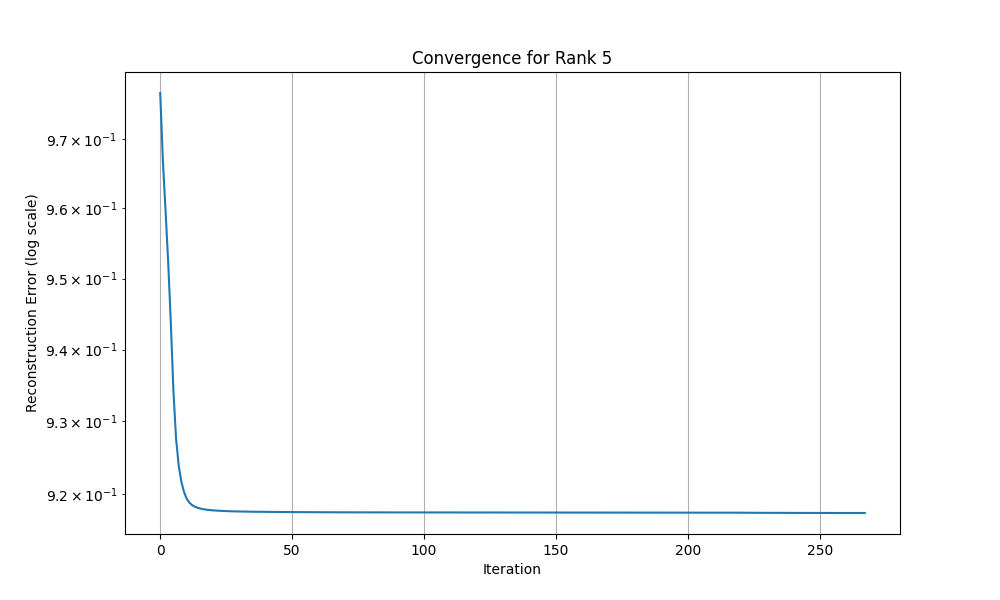 Convergence for Rank 5
Reconstruction Error (log scale)
9.7 × 10⁻¹
9.6 × 10⁻¹
9.5 × 10⁻¹
9.4 × 10⁻¹
9.3 × 10⁻¹
9.2 × 10⁻¹
0 50 100 150 200 250
Iteration